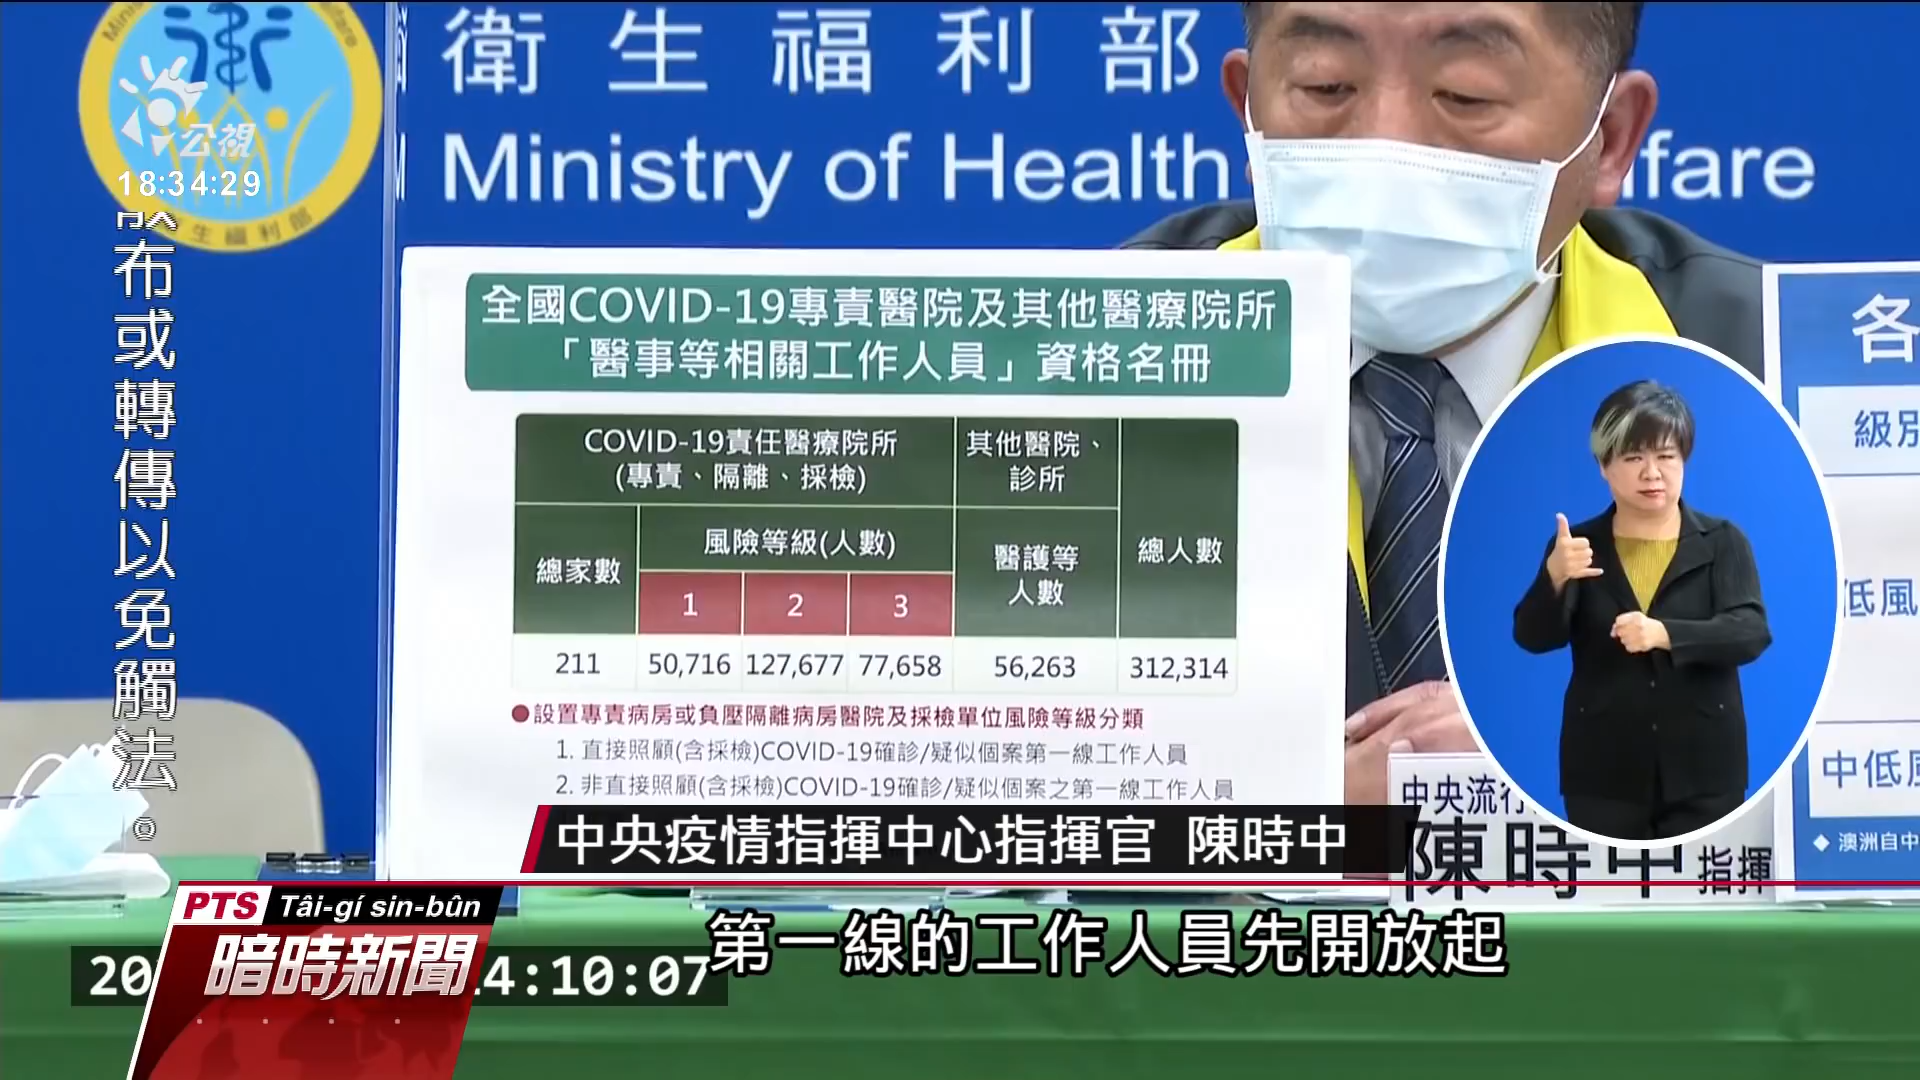 衛生福利部
Ministry of Health
lfare
公視
18:34:29
生福利部
布或轉傳以免觸法。
全國COVID-19專責醫院及其他醫療院所
「醫事等相關工作人員」資格名冊
COVID-19責任醫療院所
(專責、隔離、採檢)
其他醫院、
診所
總家數
風險等級(人數)
1 2 3
醫護等
人數
總人數
211 50,716 127,677 77,658 56,263 312,314
●設置專責病房或負壓隔離病房醫院及採檢單位風險等級分類
1. 直接照顧(含採檢)COVID-19確診/疑似個案第一線工作人員
2. 非直接照顧(含採檢)COVID-19確診/疑似個案之第一線工作人員
各
級別
低風
中低風
◆ 澳洲自中
中央流行
陳時中 指揮
中央疫情指揮中心指揮官 陳時中
PTS Tâi-gí sin-bûn
暗時新聞
20
4:10:07
第一線的工作人員先開放起